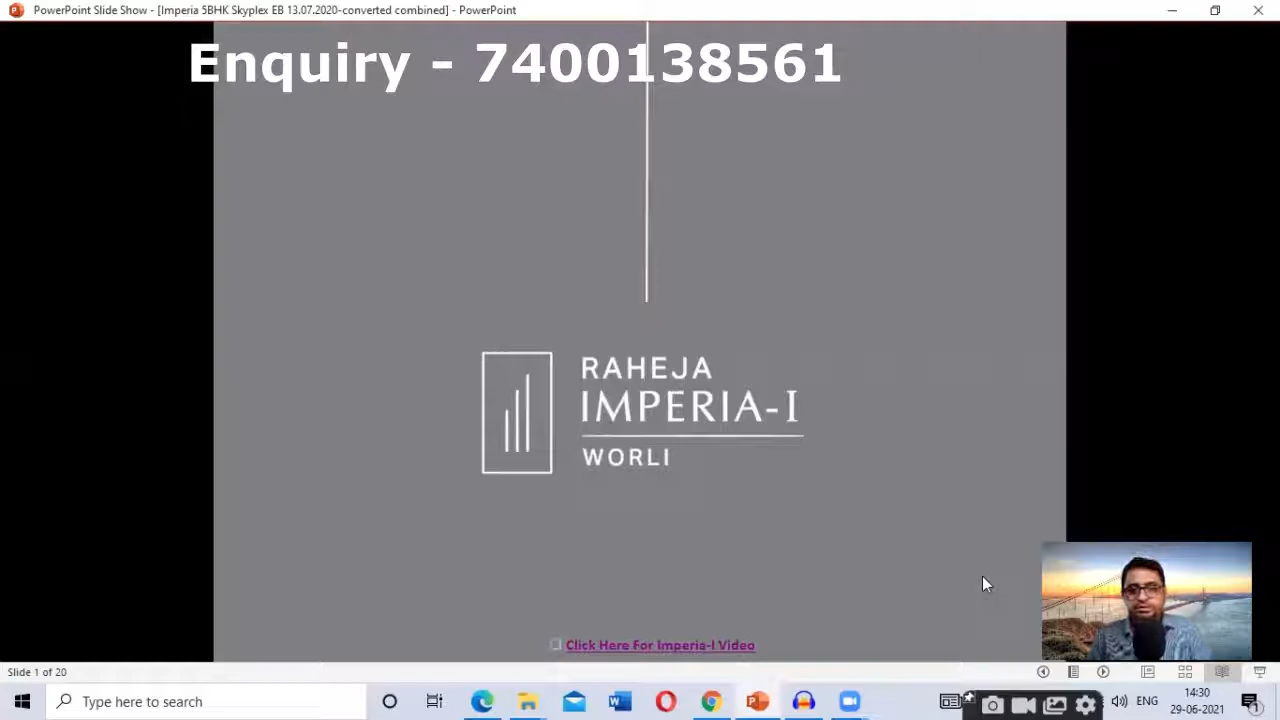 PowerPoint Slide Show - [Imperia 5BHK Skyplex EB 13.07.2020-converted combined] - PowerPoint
Enquiry - 7400138561
RAHEJA
IMPERIA-I
WORLI
Click Here For Imperia-I Video
Slide 1 of 20
Type here to search
ENG
14:30
29-06-2021